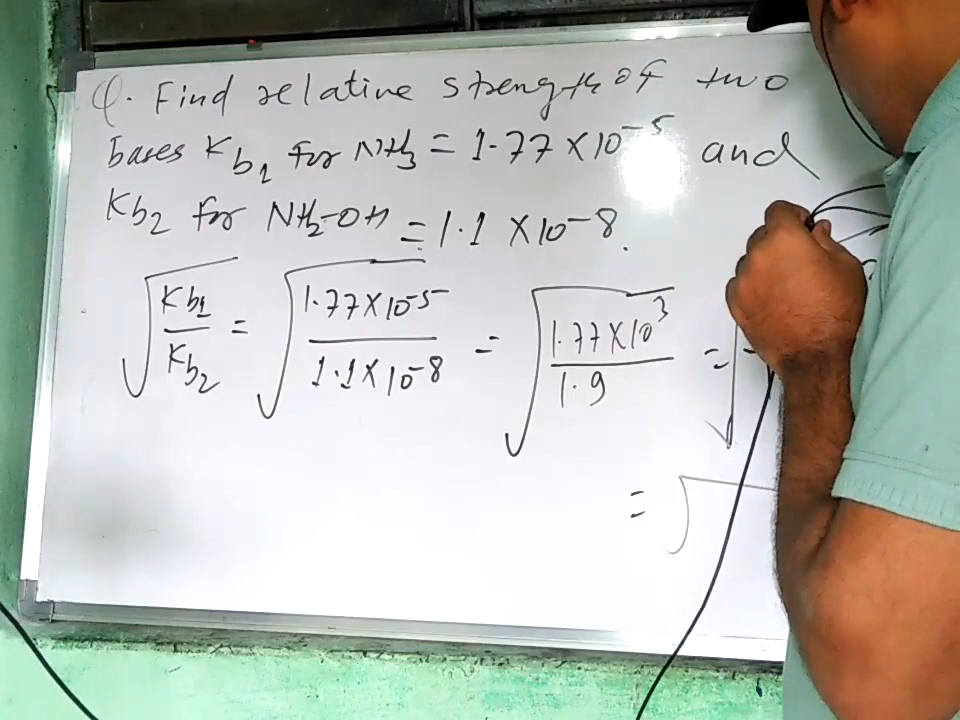 Q. Find relative strength of two
bases Kb₁ for NH₃ = 1.77 × 10⁻⁵ and
Kb₂ for NH₂-OH = 1.1 × 10⁻⁸.
√(Kb₁/Kb₂) = √(1.77 × 10⁻⁵/1.1 × 10⁻⁸) = √(1.77 × 10³/1.9) = √
= √